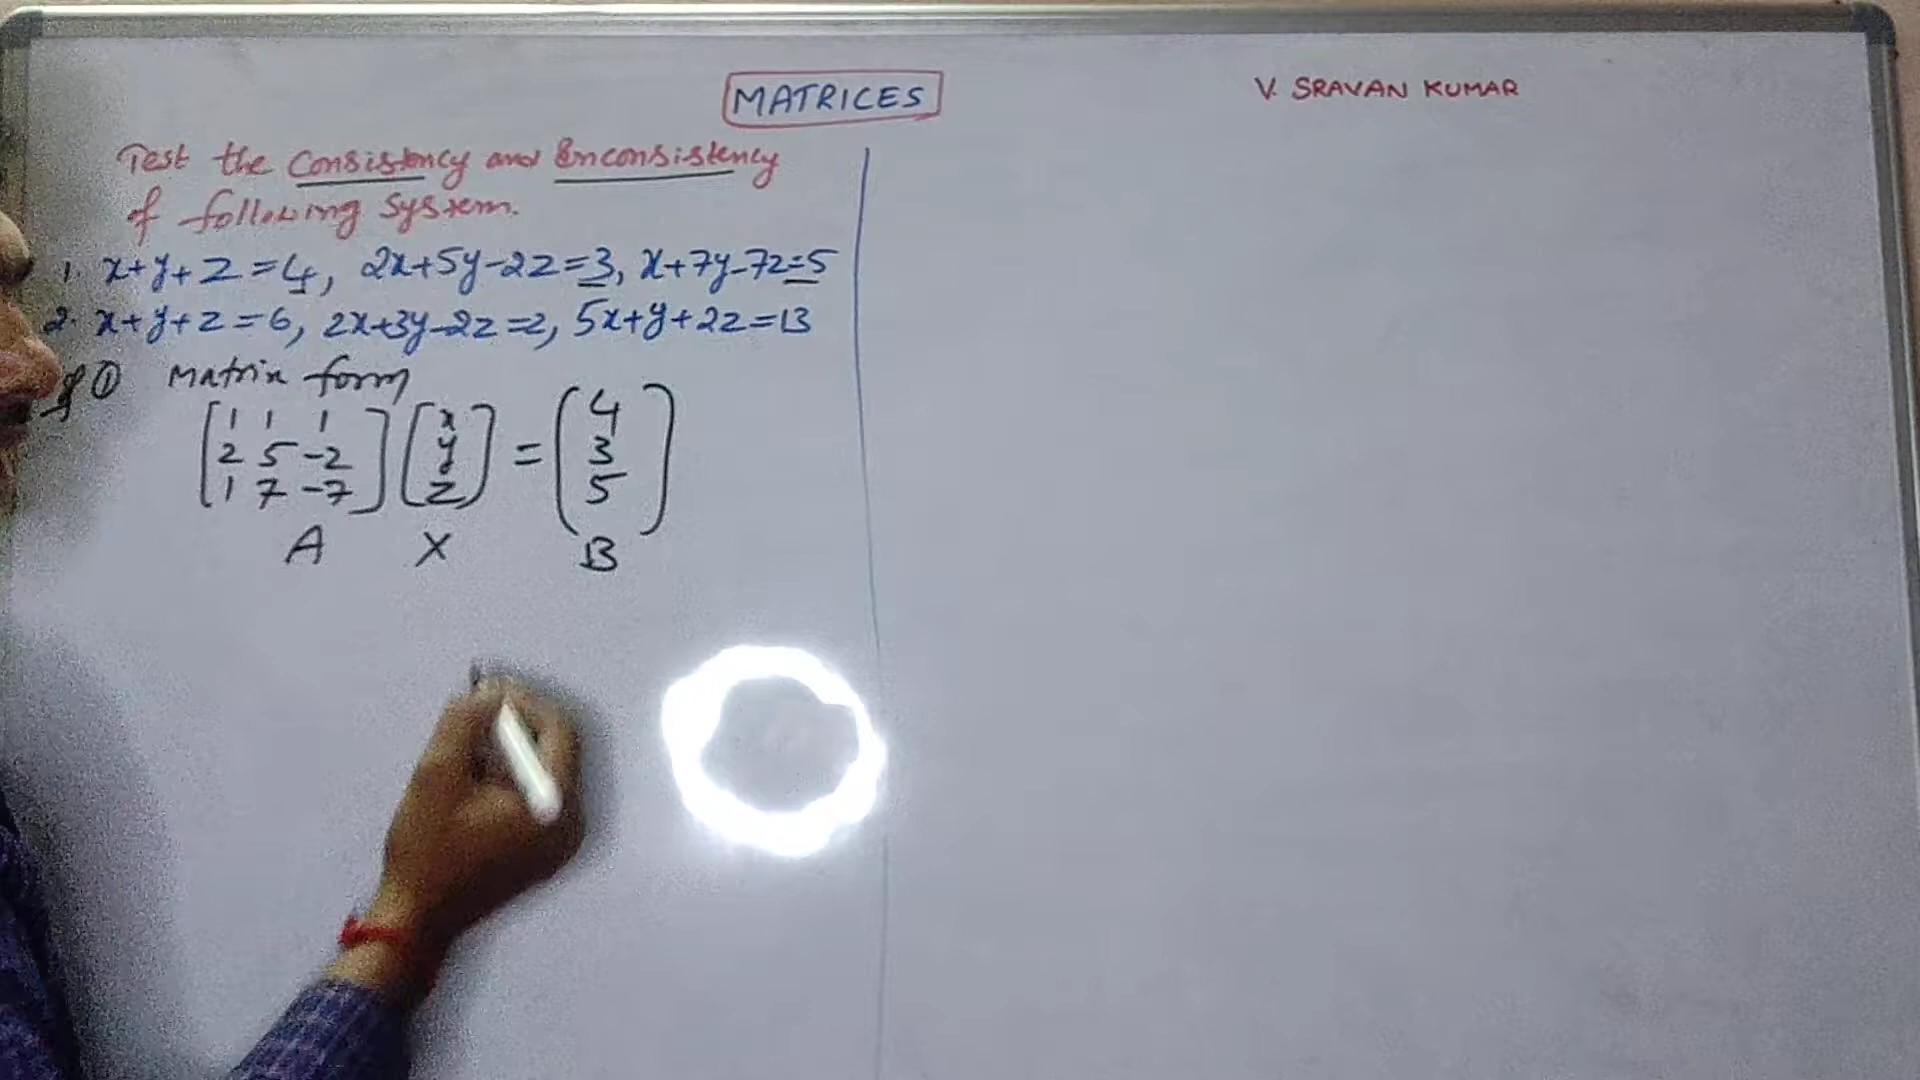 MATRICES
V. SRAVAN KUMAR
Test the Consistency and Inconsistency
of following system.
1. x+y+z=4, 2x+5y-2z=3, x+7y-7z=5
2. x+y+z=6, 2x+3y-2z=2, 5x+y+2z=13
① Matrix form
[1 1 1] [x] = (4)
[2 5 -2] [y] (3)
[1 7 -7] [z] (5)
A X B